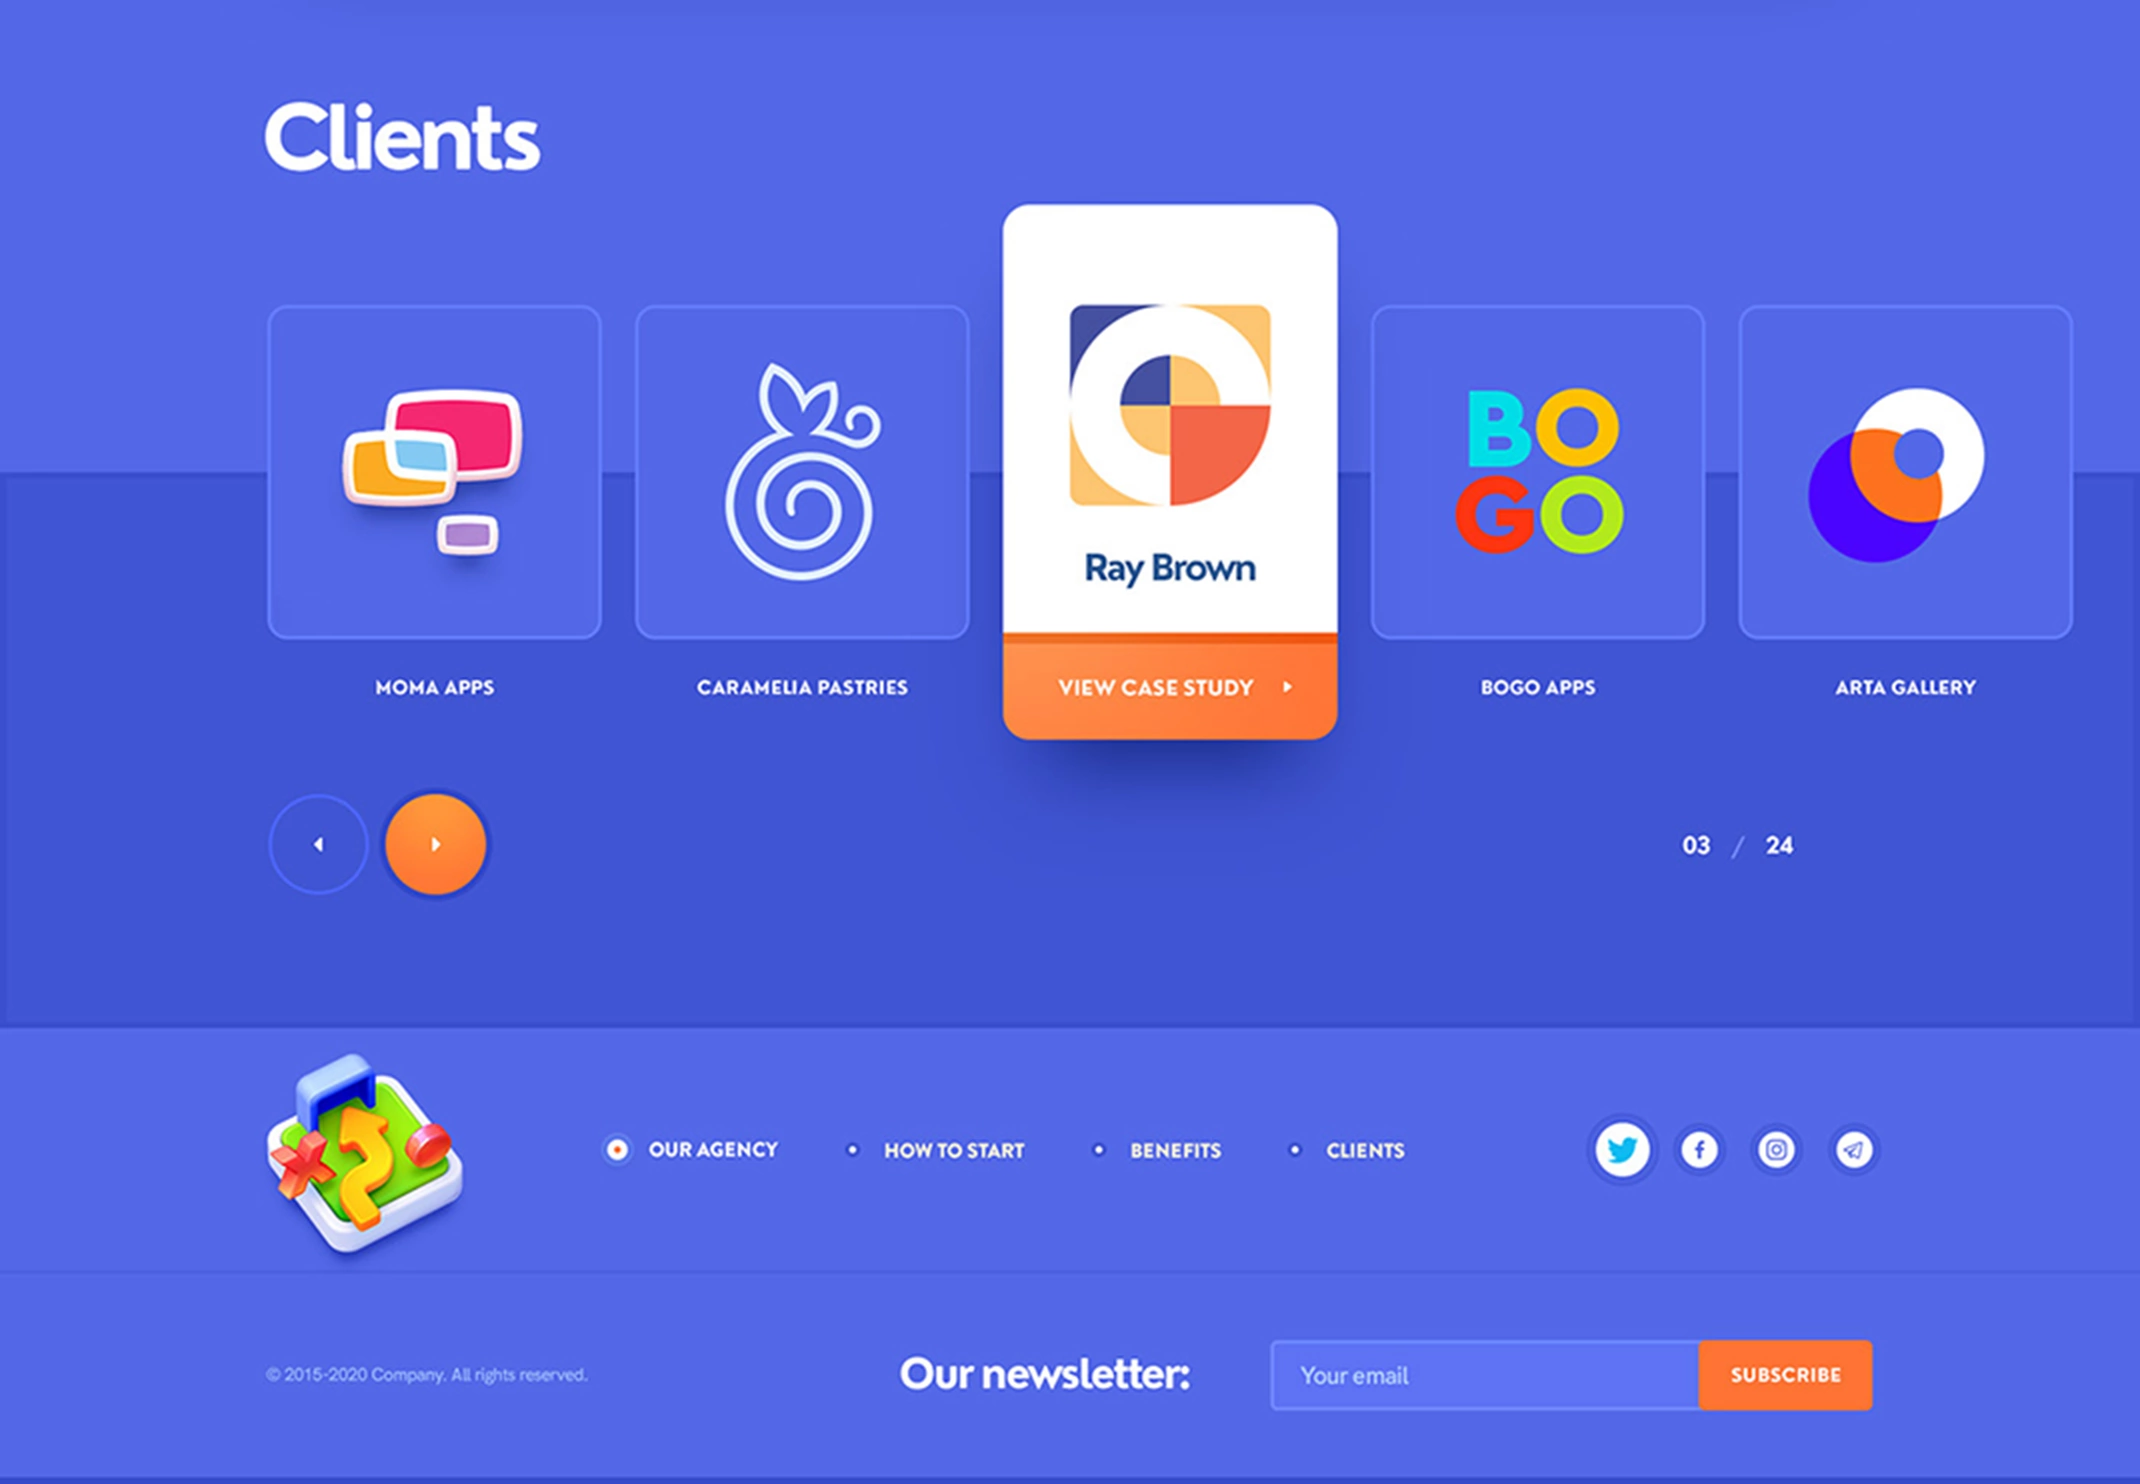 Clients
BO
GO
Ray Brown
MOMA APPS
CARAMELIA PASTRIES
VIEW CASE STUDY
BOGO APPS
ARTA GALLERY
03 / 24
OUR AGENCY
HOW TO START
BENEFITS
CLIENTS
© 2015-2020 Company. All rights reserved.
Our newsletter:
Your email
SUBSCRIBE